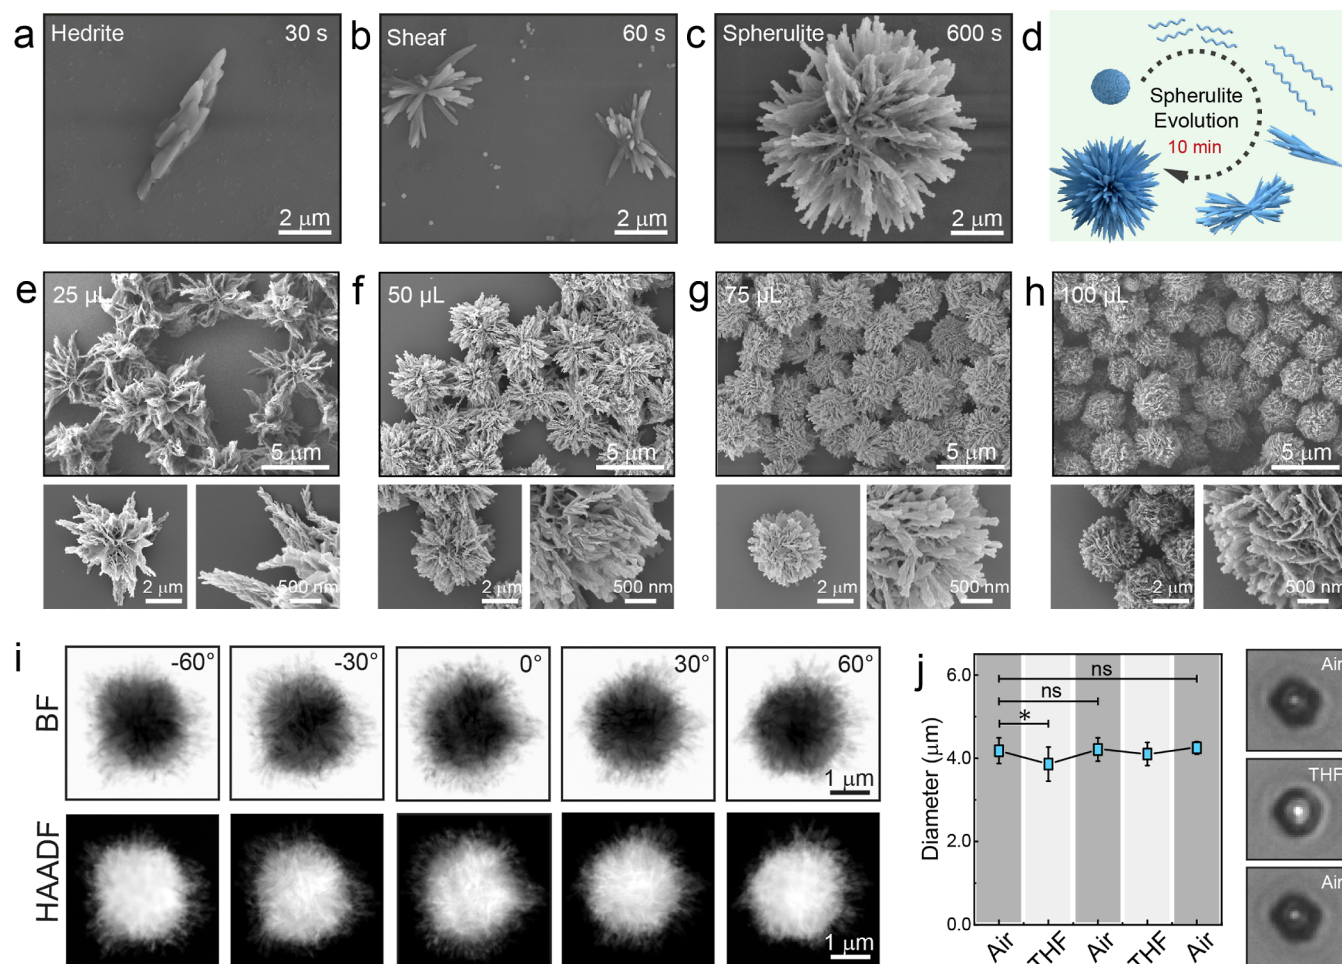 a
Hedrite
30 s
2 μm
b
Sheaf
60 s
2 μm
c
Spherulite
600 s
2 μm
d
Spherulite
Evolution
10 min
e
25 μL
5 μm
2 μm
500 nm
f
50 μL
5 μm
2 μm
500 nm
g
75 μL
5 μm
2 μm
500 nm
h
100 μL
5 μm
2 μm
500 nm
i
BF
-60°
-30°
0°
30°
60°
1 μm
HAADF
1 μm
j
Diameter (μm)
6.0
4.0
2.0
0.0
ns
ns
*
Air
THF
Air
THF
Air
Air
THF
Air